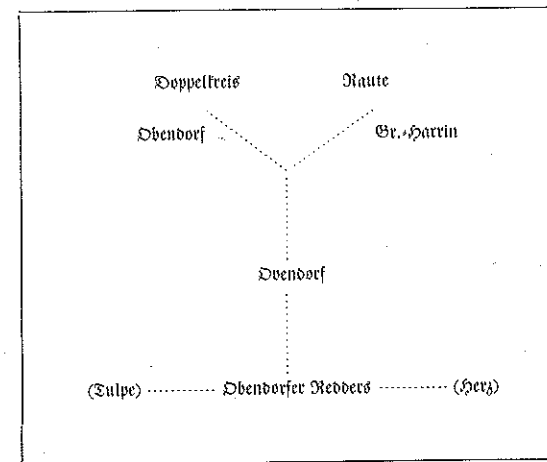 Doppelkreis Raute
Obendorf Gr.-Harrin
Ovendorf
(Tulpe) Obendorfer Redders (Herz)